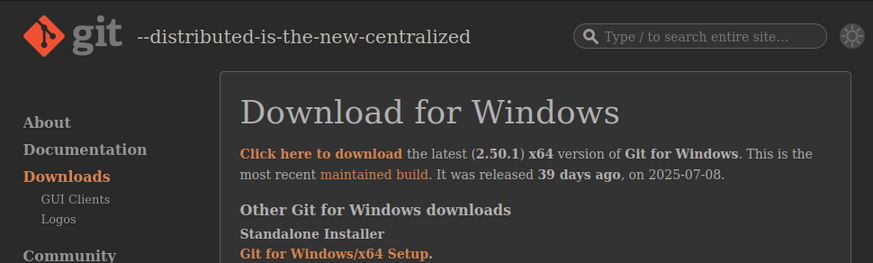 git --distributed-is-the-new-centralized
Type / to search entire site...
About
Documentation
Downloads
GUI Clients
Logos
Community
Download for Windows
Click here to download the latest (2.50.1) x64 version of Git for Windows. This is the
most recent maintained build. It was released 39 days ago, on 2025-07-08.
Other Git for Windows downloads
Standalone Installer
Git for Windows/x64 Setup.